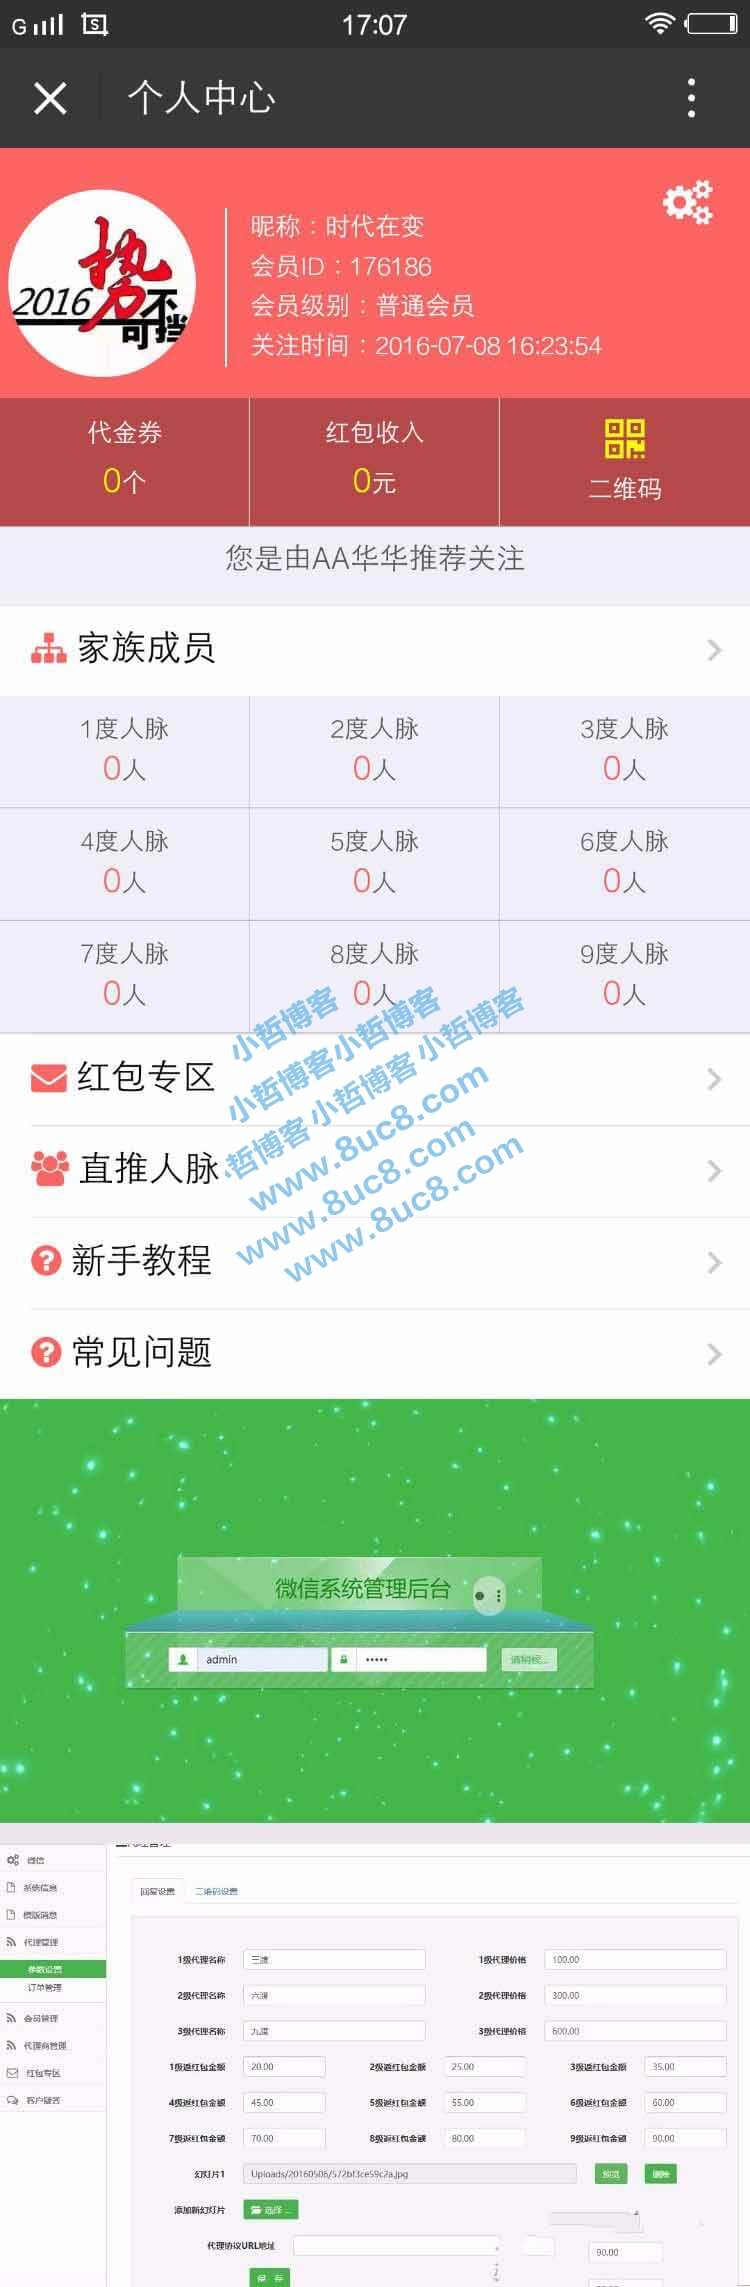 G 17:07
个人中心
势不可挡
2016
昵称：时代在变
会员ID：176186
会员级别：普通会员
关注时间：2016-07-08 16:23:54
代金券 红包收入
0个 0元 二维码
您是由AA华华推荐关注
家族成员
1度人脉 2度人脉 3度人脉
0人 0人 0人
4度人脉 5度人脉 6度人脉
0人 0人 0人
7度人脉 8度人脉 9度人脉
0人 0人 0人
小哲博客小哲博客
小哲博客小哲博客
哲博客小哲博客
www.8uc8.com
www.8uc8.com
www.8uc8.com
红包专区
直推人脉
新手教程
常见问题
微信系统管理后台
admin ••••• 请稍候...
微信
系统信息
模版消息
代理管理
参数设置
订单管理
会员管理
代理商管理
红包专区
客户疑答
回复设置 二维码设置
1级代理名称 三度 1级代理价格 100.00
2级代理名称 六度 2级代理价格 300.00
3级代理名称 九度 3级代理价格 600.00
1级返红包金额 20.00 2级返红包金额 25.00 3级返红包金额 35.00
4级返红包金额 45.00 5级返红包金额 55.00 6级返红包金额 60.00
7级返红包金额 70.00 8级返红包金额 80.00 9级返红包金额 90.00
幻灯片1 Uploads/20160506/572bf3ce59c2a.jpg 预览 删除
添加新幻灯片 选择 ...
代理协议URL地址 90.00
保 存